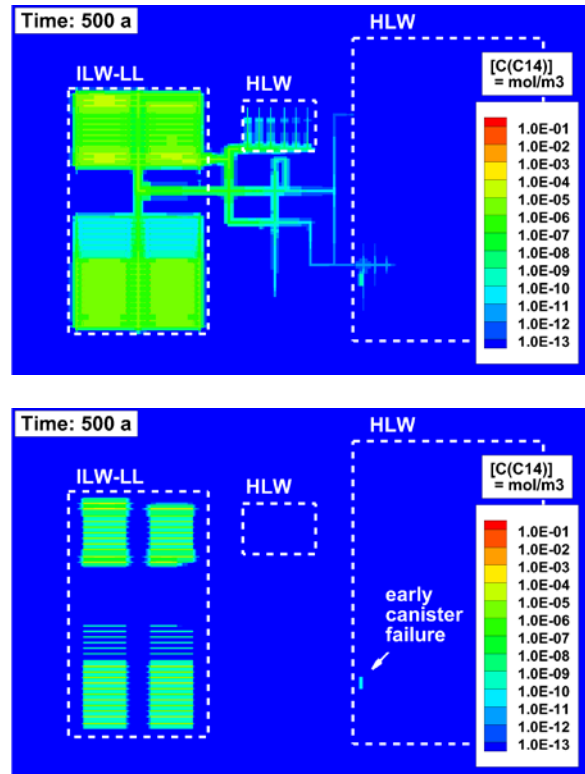 Time: 500 a
HLW
ILW-LL
HLW
[C(C14)]
= mol/m3
1.0E-01
1.0E-02
1.0E-03
1.0E-04
1.0E-05
1.0E-06
1.0E-07
1.0E-08
1.0E-09
1.0E-10
1.0E-11
1.0E-12
1.0E-13
Time: 500 a
HLW
ILW-LL
HLW
[C(C14)]
= mol/m3
1.0E-01
1.0E-02
1.0E-03
1.0E-04
1.0E-05
1.0E-06
1.0E-07
1.0E-08
1.0E-09
1.0E-10
1.0E-11
1.0E-12
1.0E-13
early
canister
failure